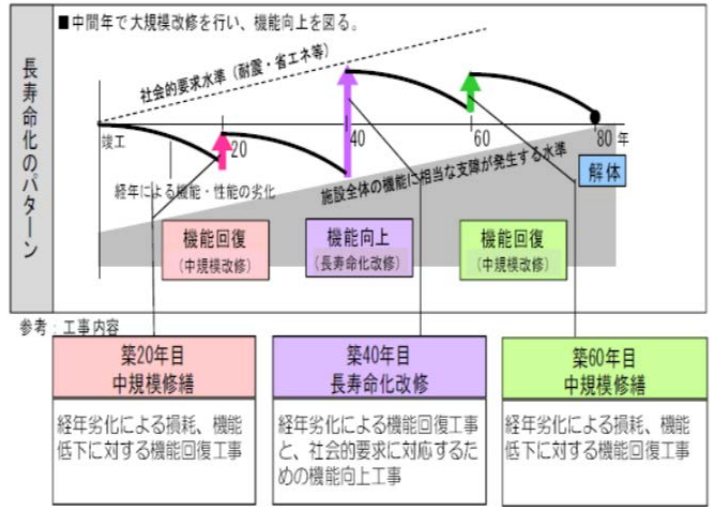 長寿命化のパターン
■中間年で大規模改修を行い、機能向上を図る。
社会的要求水準（耐震・省エネ等）
竣工
20
40
60
80 年
経年による機能・性能の劣化
施設全体の機能に相当な支障が発生する水準
解体
機能回復
（中規模改修）
機能向上
（長寿命化改修）
機能回復
（中規模改修）
参考：工事内容
築20年目
中規模修繕
経年劣化による損耗、機能
低下に対する機能回復工事
築40年目
長寿命化改修
経年劣化による機能回復工事
と、社会的要求に対応するた
めの機能向上工事
築60年目
中規模修繕
経年劣化による損耗、機能
低下に対する機能回復工事